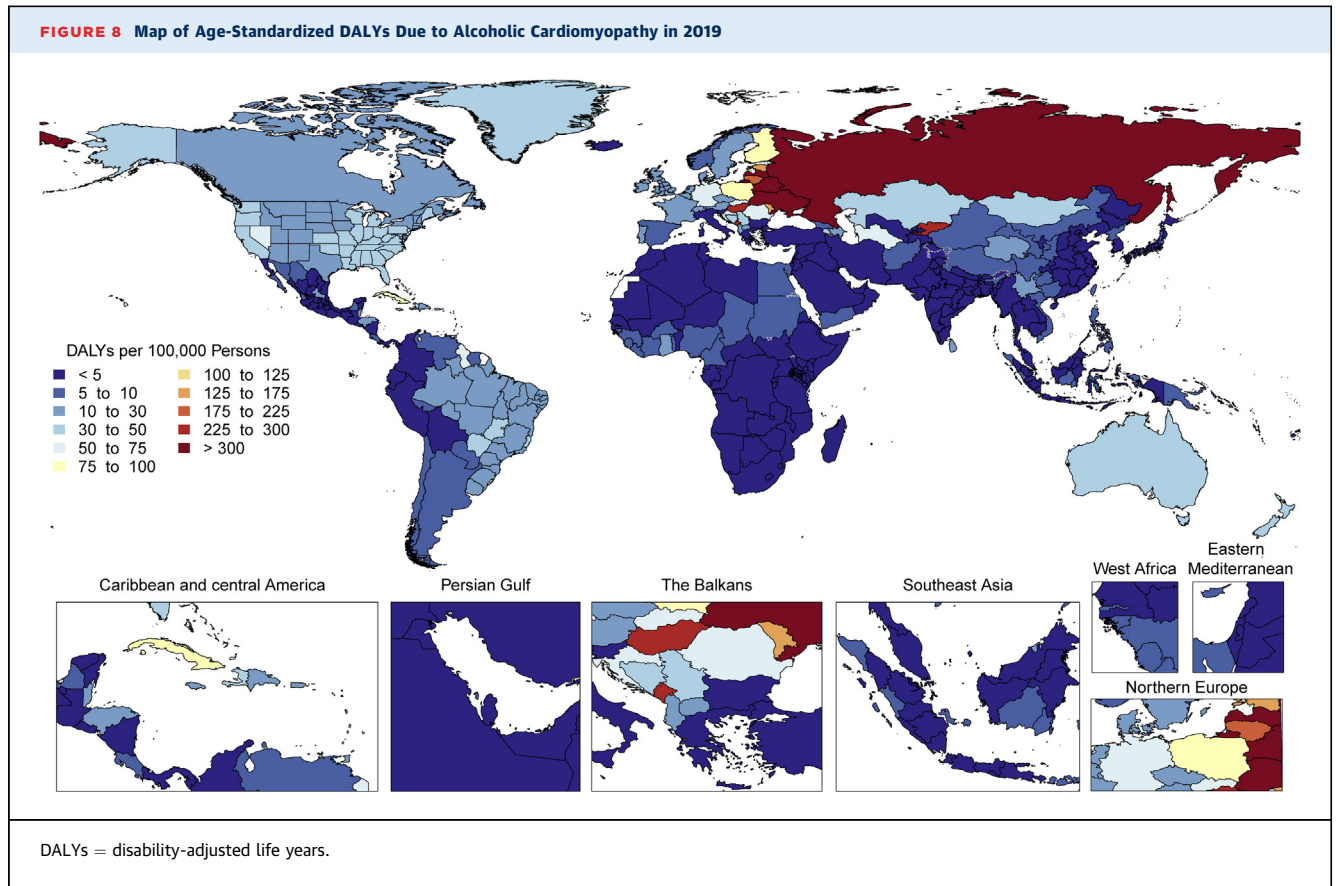 FIGURE 8 Map of Age-Standardized DALYs Due to Alcoholic Cardiomyopathy in 2019
DALYs per 100,000 Persons
< 5
5 to 10
10 to 30
30 to 50
50 to 75
75 to 100
100 to 125
125 to 175
175 to 225
225 to 300
> 300
Caribbean and central America
Persian Gulf
The Balkans
Southeast Asia
West Africa
Eastern
Mediterranean
Northern Europe
DALYs = disability-adjusted life years.